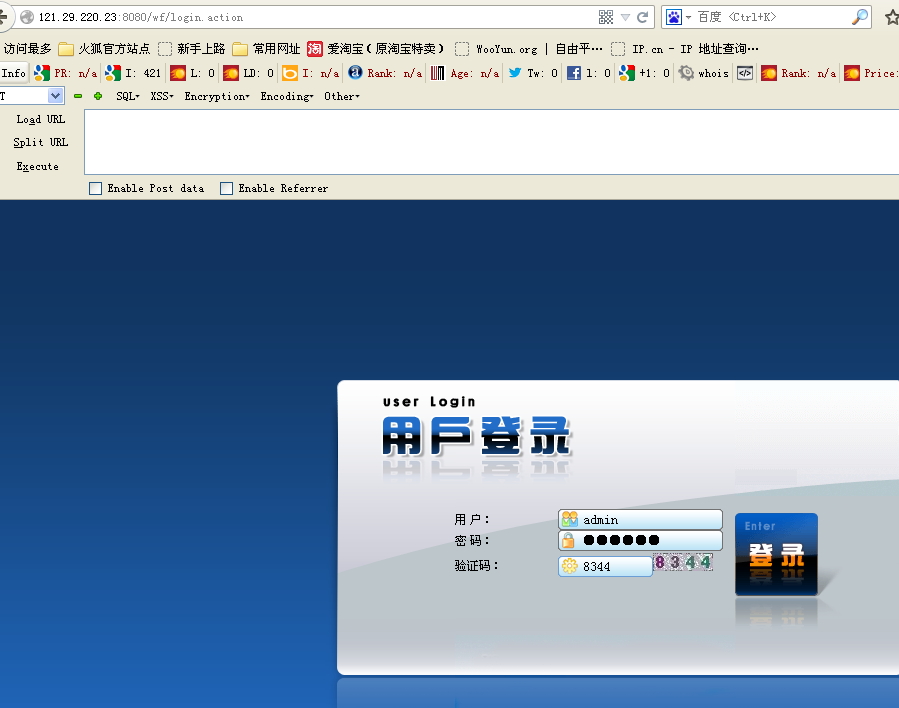 121.29.220.23:8080/wf/login.action
百度 <Ctrl+K>
访问最多 火狐官方站点 新手上路 常用网址 爱淘宝(原淘宝特卖) WooYun.org | 自由平… IP.cn - IP 地址查询…
Info PR: n/a I: 421 L: 0 LD: 0 I: n/a Rank: n/a Age: n/a Tw: 0 l: 0 +1: 0 whois Rank: n/a Price:
T SQL XSS Encryption Encoding Other
Load URL
Split URL
Execute
Enable Post data Enable Referrer
user Login
用戶登录
用户: admin
密码: ●●●●●●
验证码: 8344 8344
Enter
登录